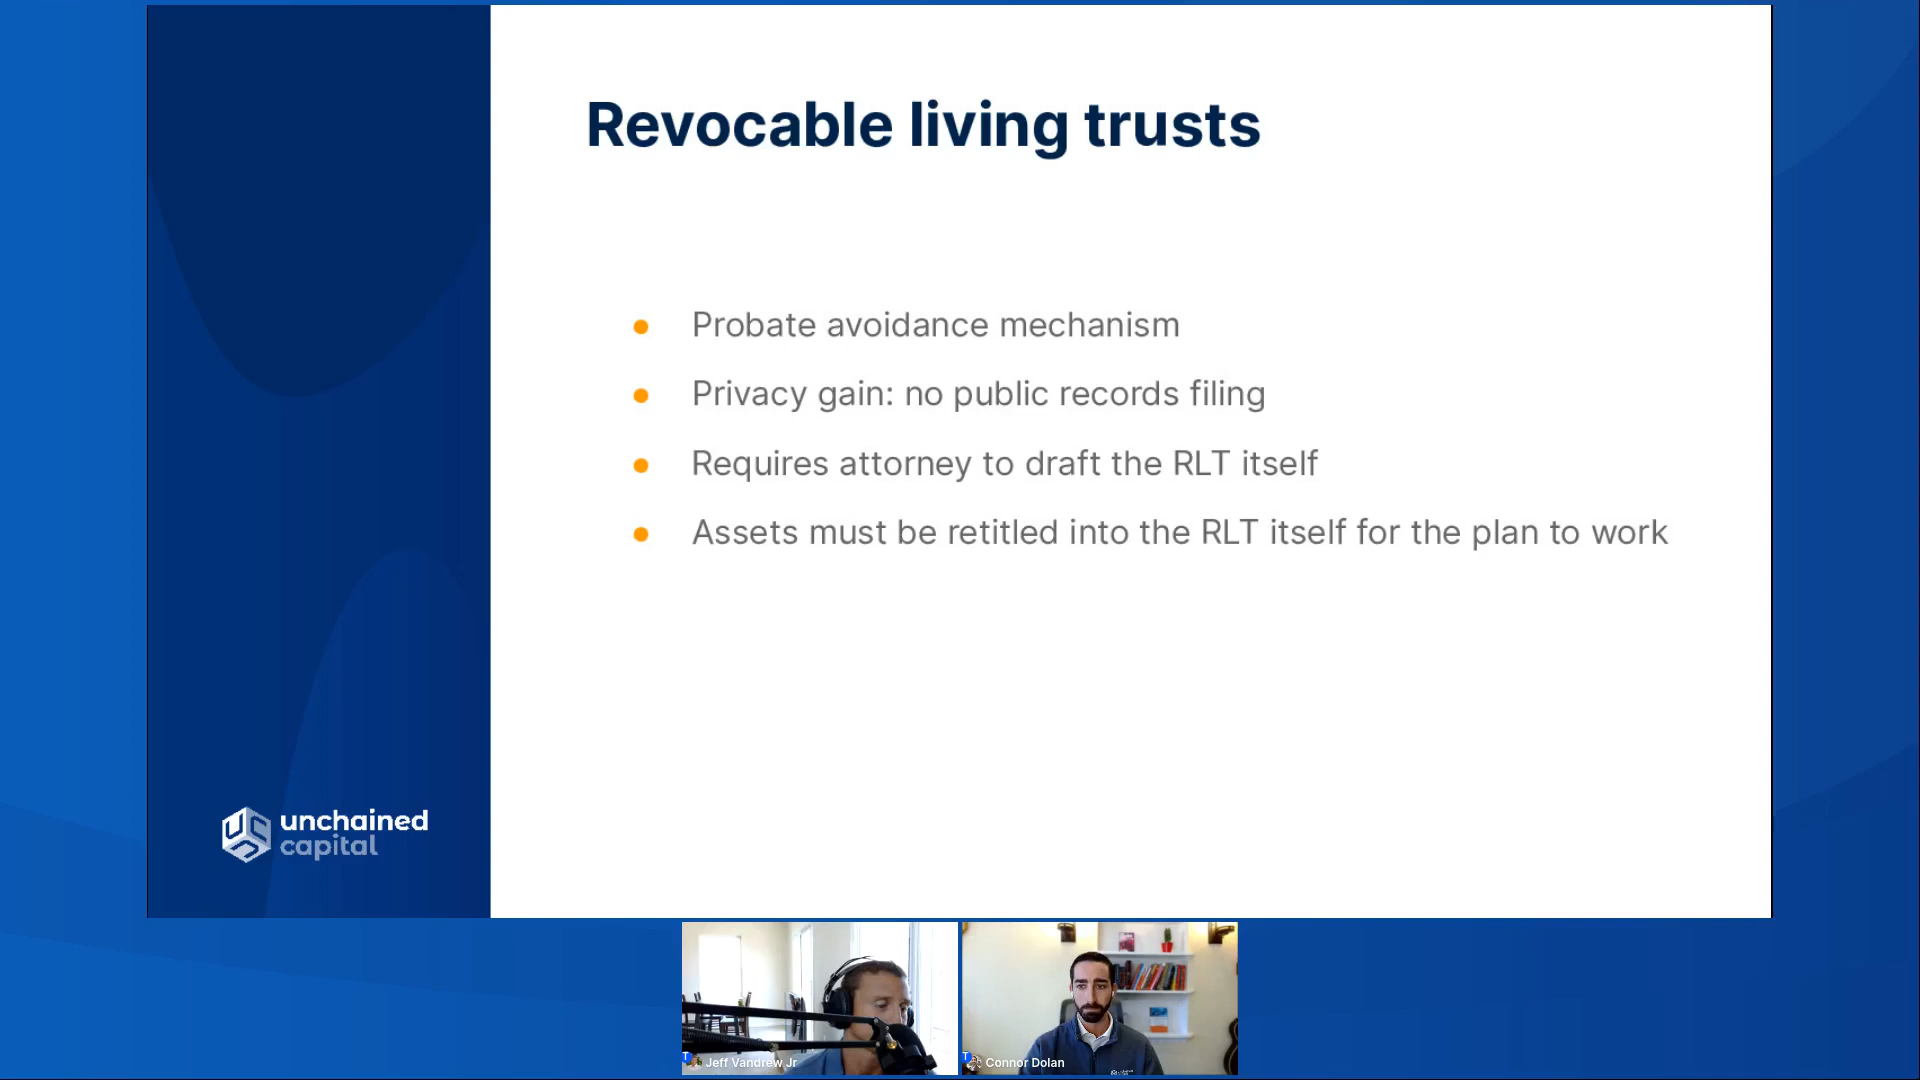 Revocable living trusts
Probate avoidance mechanism
Privacy gain: no public records filing
Requires attorney to draft the RLT itself
Assets must be retitled into the RLT itself for the plan to work
unchained
capital
Jeff Vandrew Jr
Connor Dolan